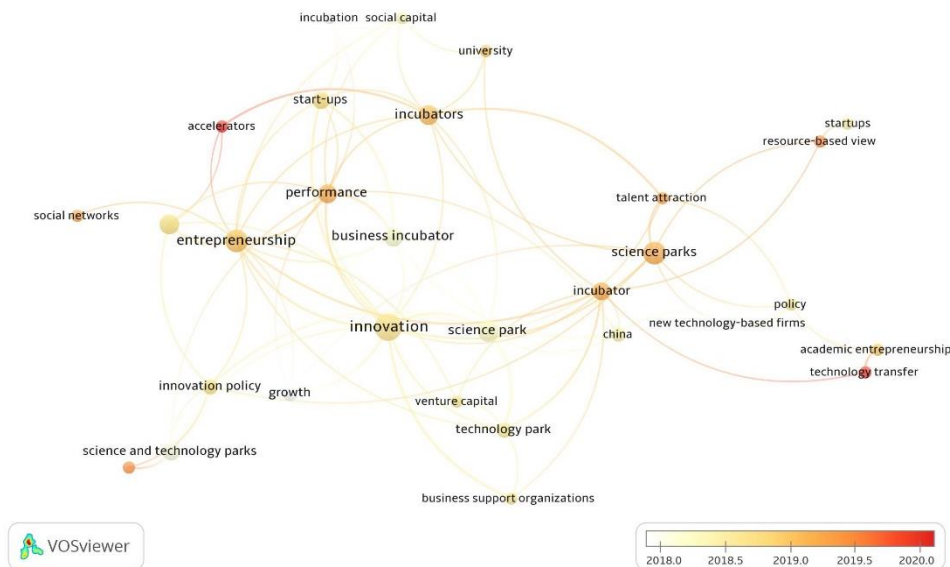 incubation social capital
university
start-ups
incubators
accelerators
startups
resource-based view
performance
talent attraction
social networks
entrepreneurship
business incubator
science parks
incubator
innovation
science park
china
policy
new technology-based firms
academic entrepreneurship
technology transfer
innovation policy
growth
venture capital
technology park
science and technology parks
business support organizations
VOSviewer
2018.0 2018.5 2019.0 2019.5 2020.0